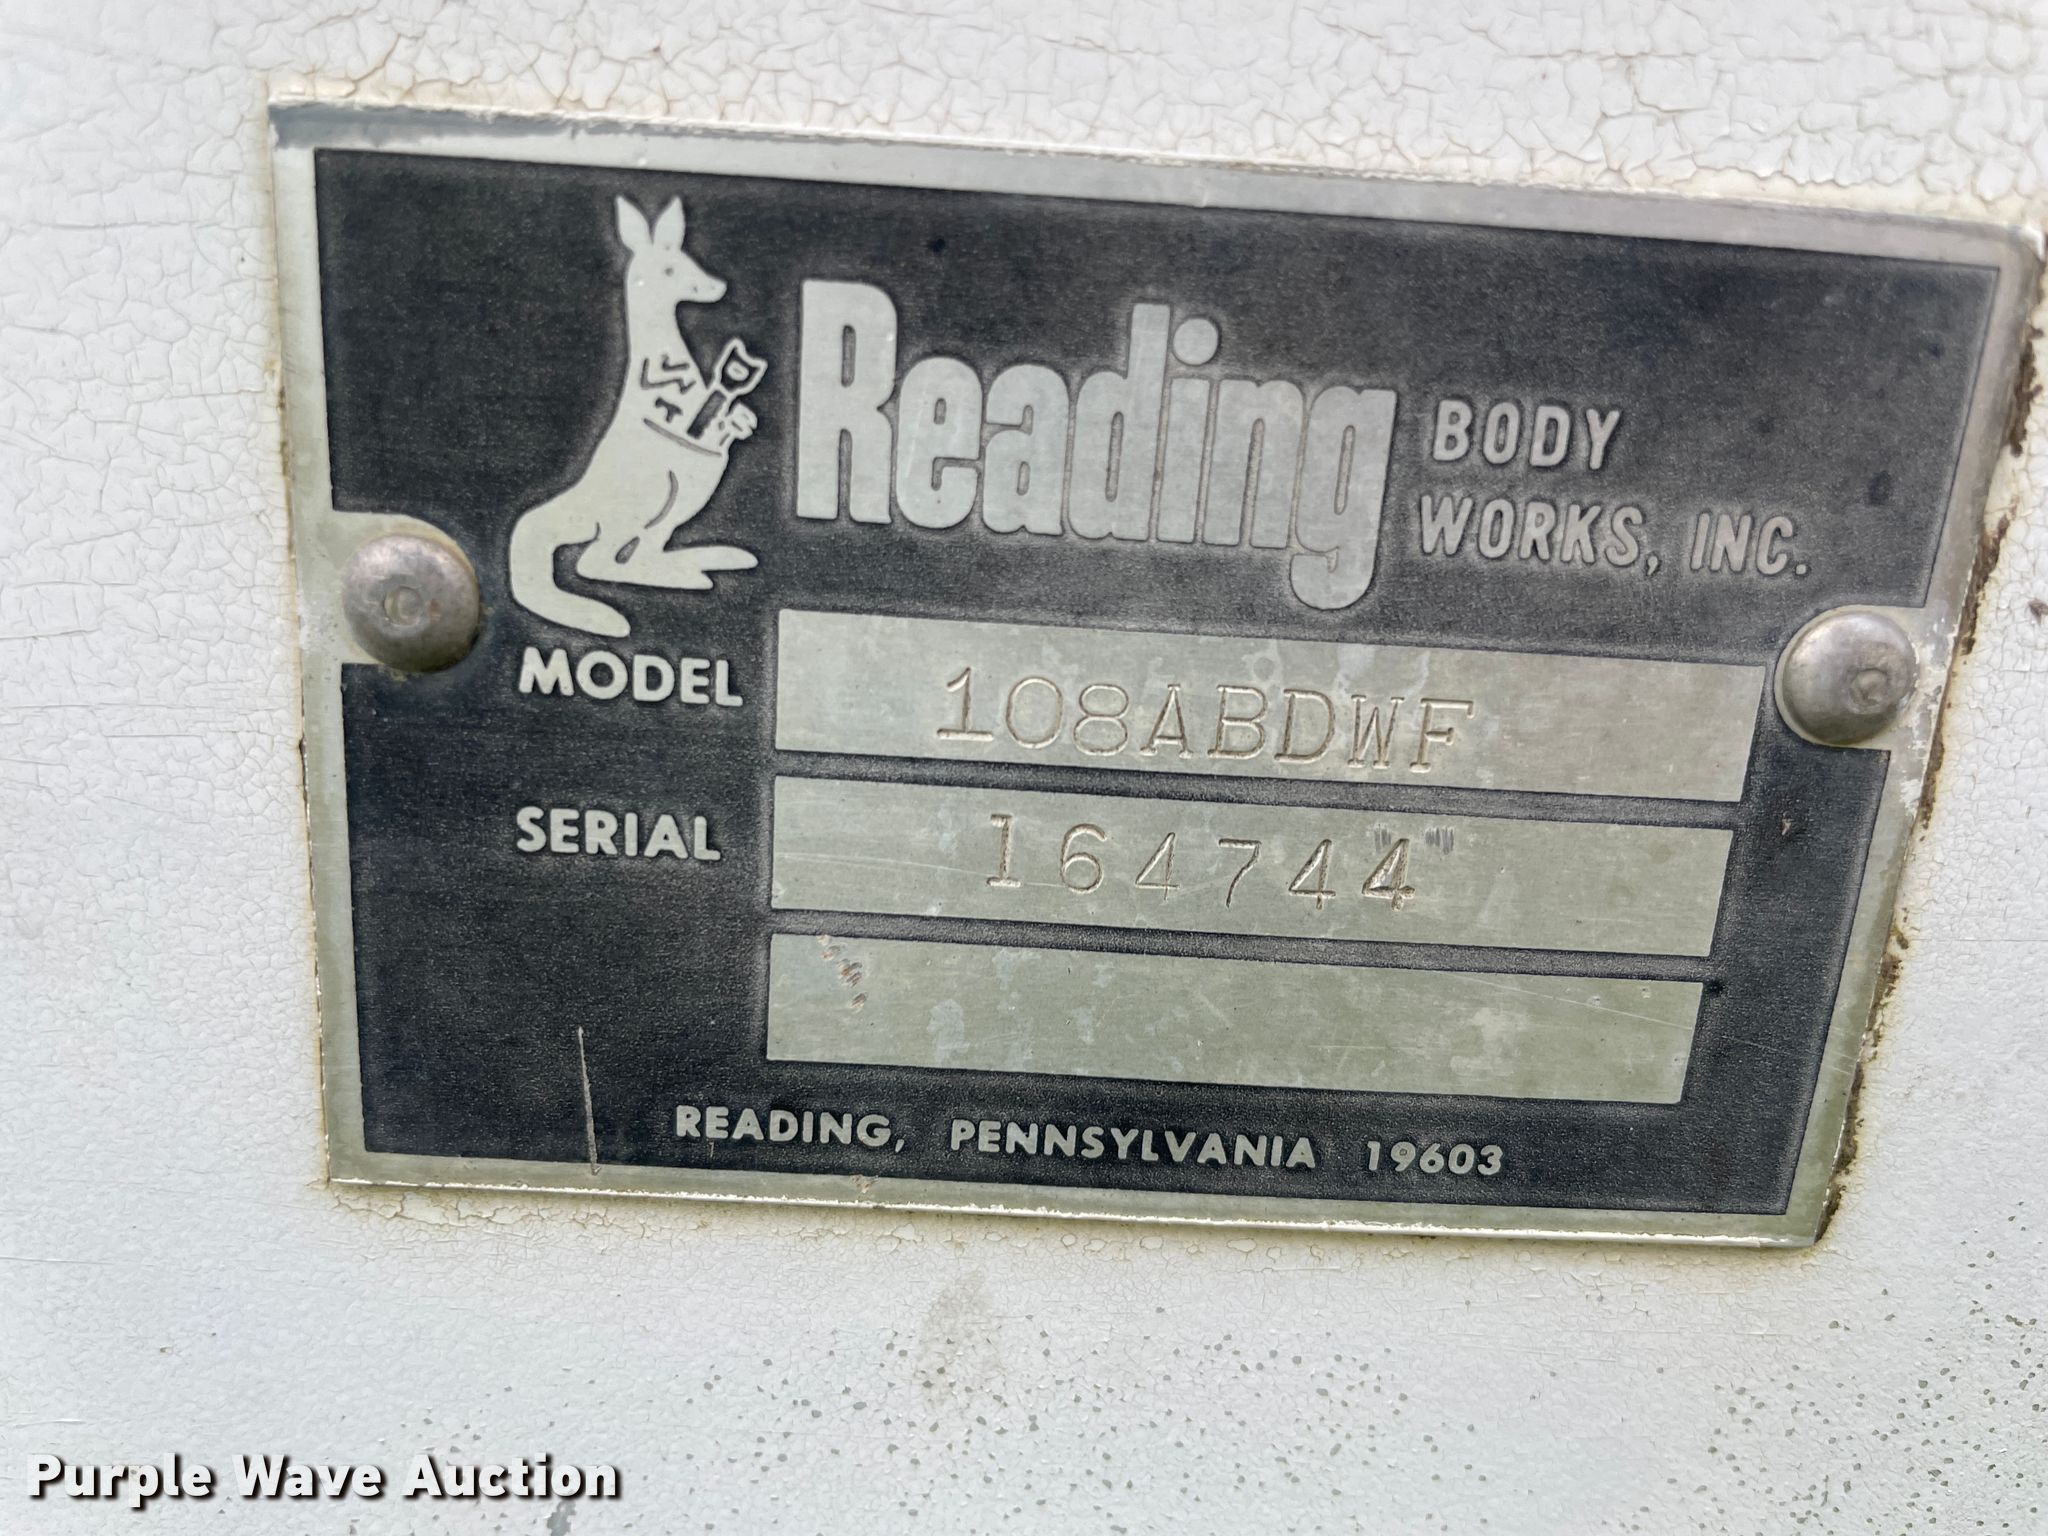 Reading BODY
WORKS, INC.
MODEL 108ABDWF
SERIAL 164744
READING, PENNSYLVANIA 19603
Purple Wave Auction